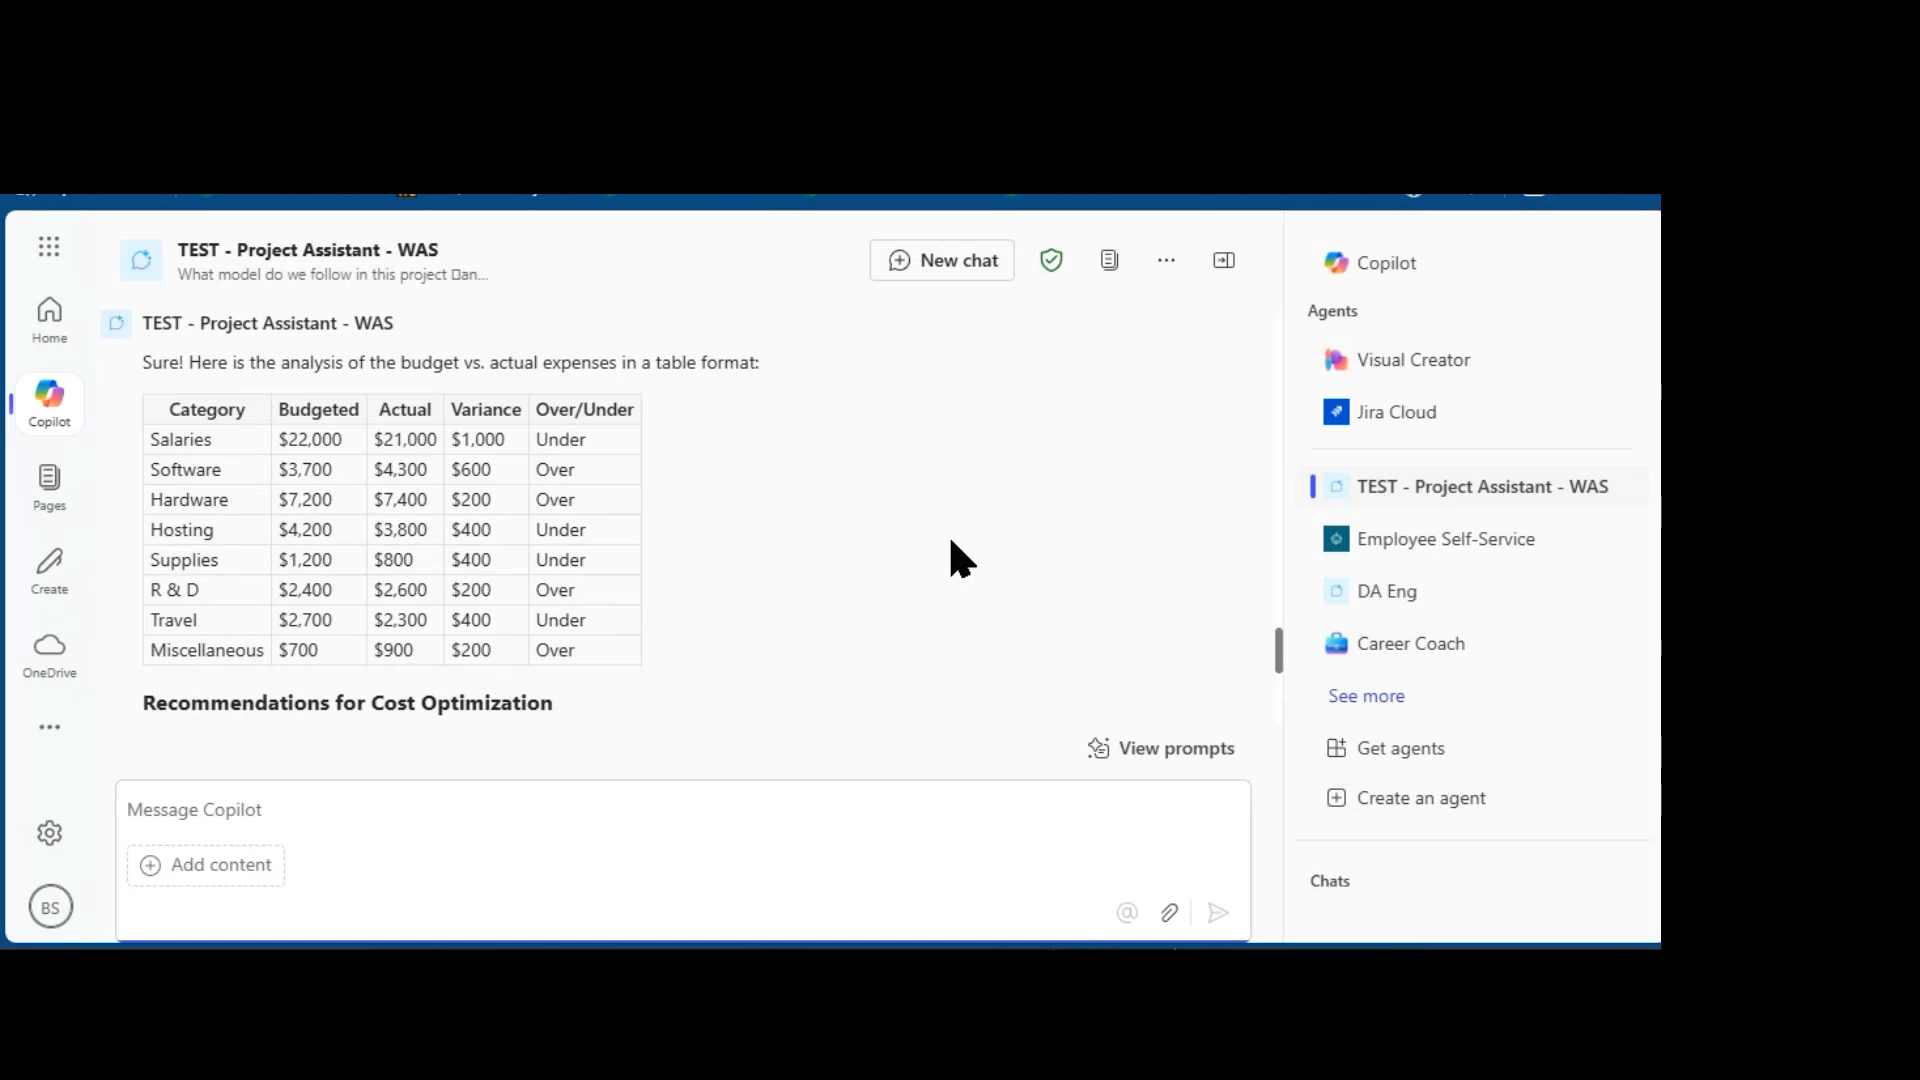 TEST - Project Assistant - WAS
What model do we follow in this project ▯an...
New chat
Home
Copilot
Pages
Create
OneDrive
BS
TEST - Project Assistant - WAS
Sure! Here is the analysis of the budget vs. actual expenses in a table format:
Category Budgeted Actual Variance Over/Under
Salaries $22,000 $21,000 $1,000 Under
Software $3,700 $4,300 $600 Over
Hardware $7,200 $7,400 $200 Over
Hosting $4,200 $3,800 $400 Under
Supplies $1,200 $800 $400 Under
R & D $2,400 $2,600 $200 Over
Travel $2,700 $2,300 $400 Under
Miscellaneous $700 $900 $200 Over
Recommendations for Cost Optimization
View prompts
Message Copilot
Add content
Copilot
Agents
Visual Creator
Jira Cloud
TEST - Project Assistant - WAS
Employee Self-Service
DA Eng
Career Coach
See more
Get agents
Create an agent
Chats